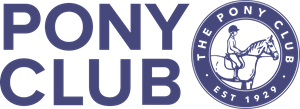 PONY
CLUB
THE PONY CLUB
· EST 1929 ·